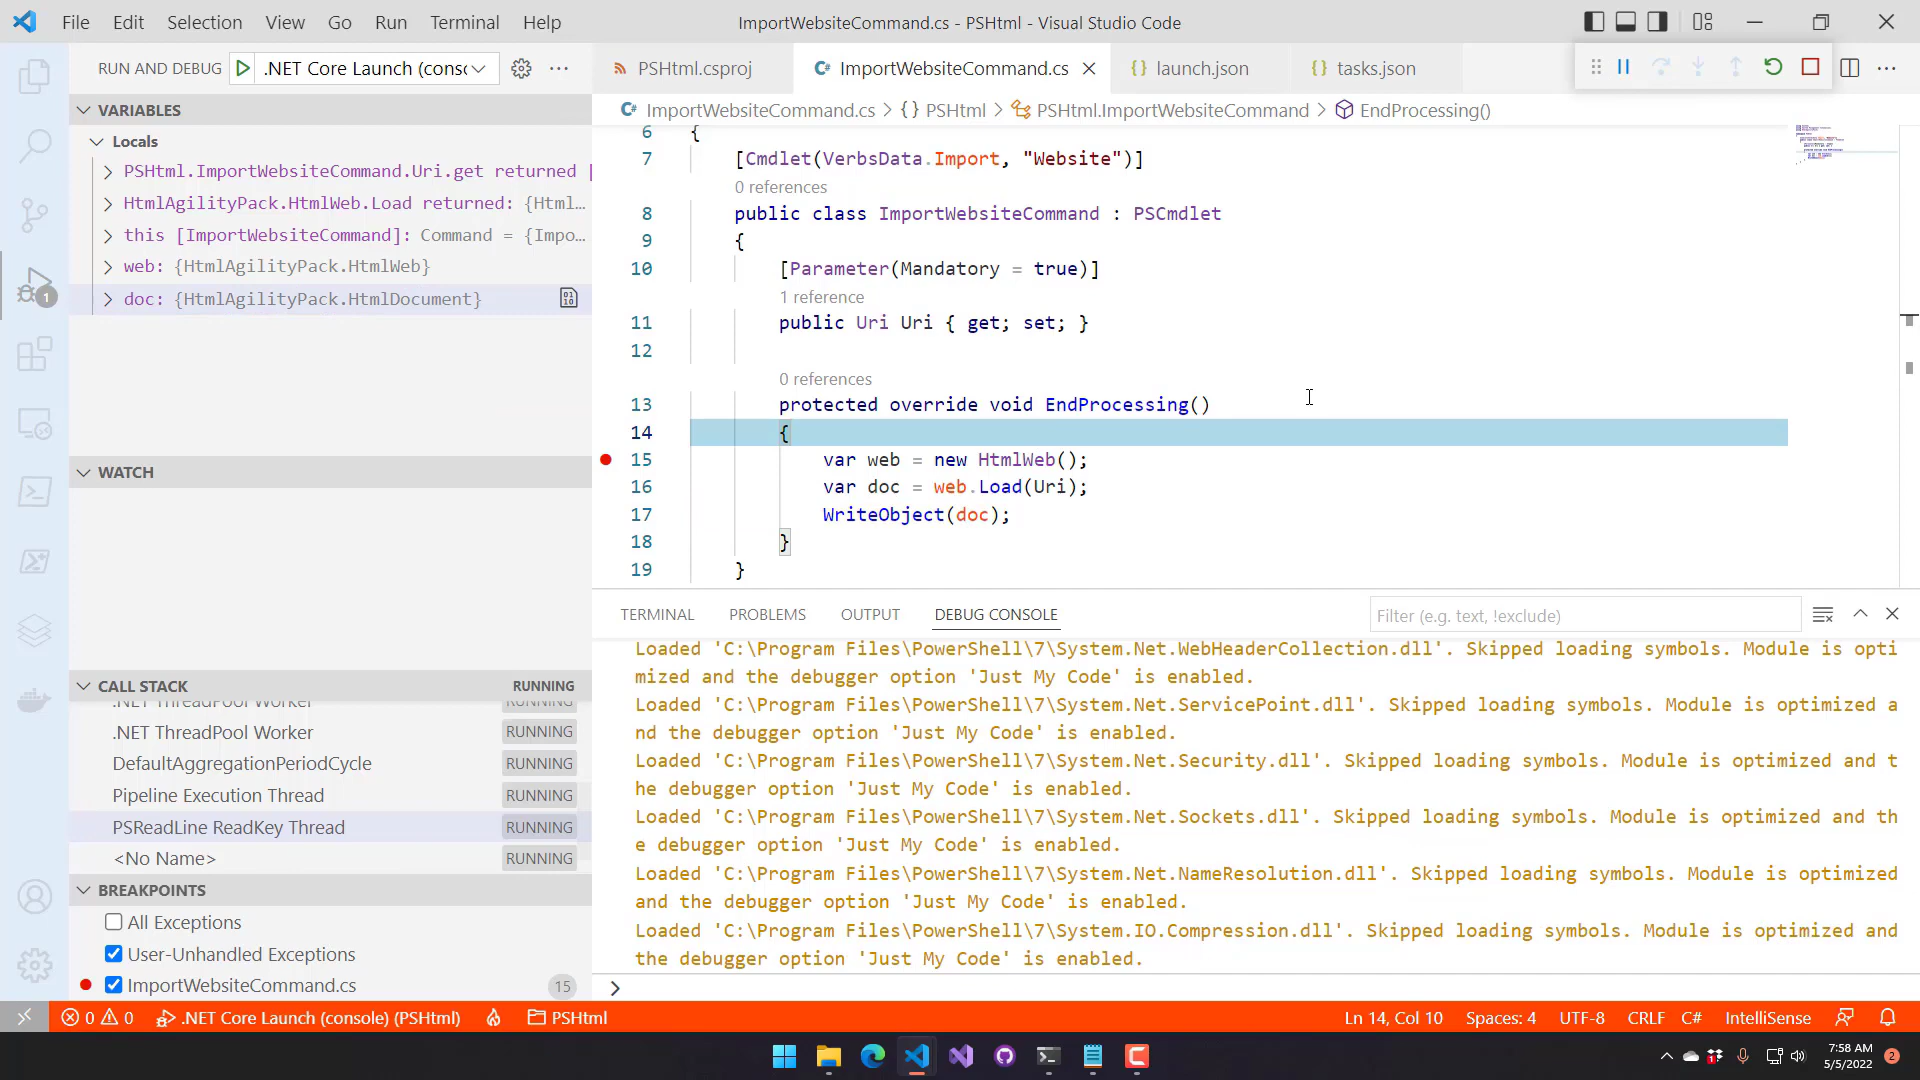 File Edit Selection View Go Run Terminal Help
ImportWebsiteCommand.cs - PSHtml - Visual Studio Code
RUN AND DEBUG
.NET Core Launch (consc
PSHtml.csproj
ImportWebsiteCommand.cs
launch.json
tasks.json
VARIABLES
Locals
PSHtml.ImportWebsiteCommand.Uri.get returned
HtmlAgilityPack.HtmlWeb.Load returned: {Html...
this [ImportWebsiteCommand]: Command = {Impo...
web: {HtmlAgilityPack.HtmlWeb}
doc: {HtmlAgilityPack.HtmlDocument}
WATCH
CALL STACK
RUNNING
.NET ThreadPool Worker RUNNING
.NET ThreadPool Worker RUNNING
DefaultAggregationPeriodCycle RUNNING
Pipeline Execution Thread RUNNING
PSReadLine ReadKey Thread RUNNING
<No Name> RUNNING
BREAKPOINTS
All Exceptions
User-Unhandled Exceptions
ImportWebsiteCommand.cs 15
1
ImportWebsiteCommand.cs > {} PSHtml > PSHtml.ImportWebsiteCommand > EndProcessing()
6 {
7 [Cmdlet(VerbsData.Import, "Website")]
0 references
8 public class ImportWebsiteCommand : PSCmdlet
9 {
10 [Parameter(Mandatory = true)]
1 reference
11 public Uri Uri { get; set; }
12
0 references
13 protected override void EndProcessing()
14 {
15 var web = new HtmlWeb();
16 var doc = web.Load(Uri);
17 WriteObject(doc);
18 }
19 }
TERMINAL PROBLEMS OUTPUT DEBUG CONSOLE
Filter (e.g. text, !exclude)
Loaded 'C:\Program Files\PowerShell\7\System.Net.WebHeaderCollection.dll'. Skipped loading symbols. Module is opti
mized and the debugger option 'Just My Code' is enabled.
Loaded 'C:\Program Files\PowerShell\7\System.Net.ServicePoint.dll'. Skipped loading symbols. Module is optimized a
nd the debugger option 'Just My Code' is enabled.
Loaded 'C:\Program Files\PowerShell\7\System.Net.Security.dll'. Skipped loading symbols. Module is optimized and t
he debugger option 'Just My Code' is enabled.
Loaded 'C:\Program Files\PowerShell\7\System.Net.Sockets.dll'. Skipped loading symbols. Module is optimized and th
e debugger option 'Just My Code' is enabled.
Loaded 'C:\Program Files\PowerShell\7\System.Net.NameResolution.dll'. Skipped loading symbols. Module is optimized
and the debugger option 'Just My Code' is enabled.
Loaded 'C:\Program Files\PowerShell\7\System.IO.Compression.dll'. Skipped loading symbols. Module is optimized and
the debugger option 'Just My Code' is enabled.
>
0 0 .NET Core Launch (console) (PSHtml) PSHtml
Ln 14, Col 10 Spaces: 4 UTF-8 CRLF C# IntelliSense
7:58 AM
5/5/2022
2